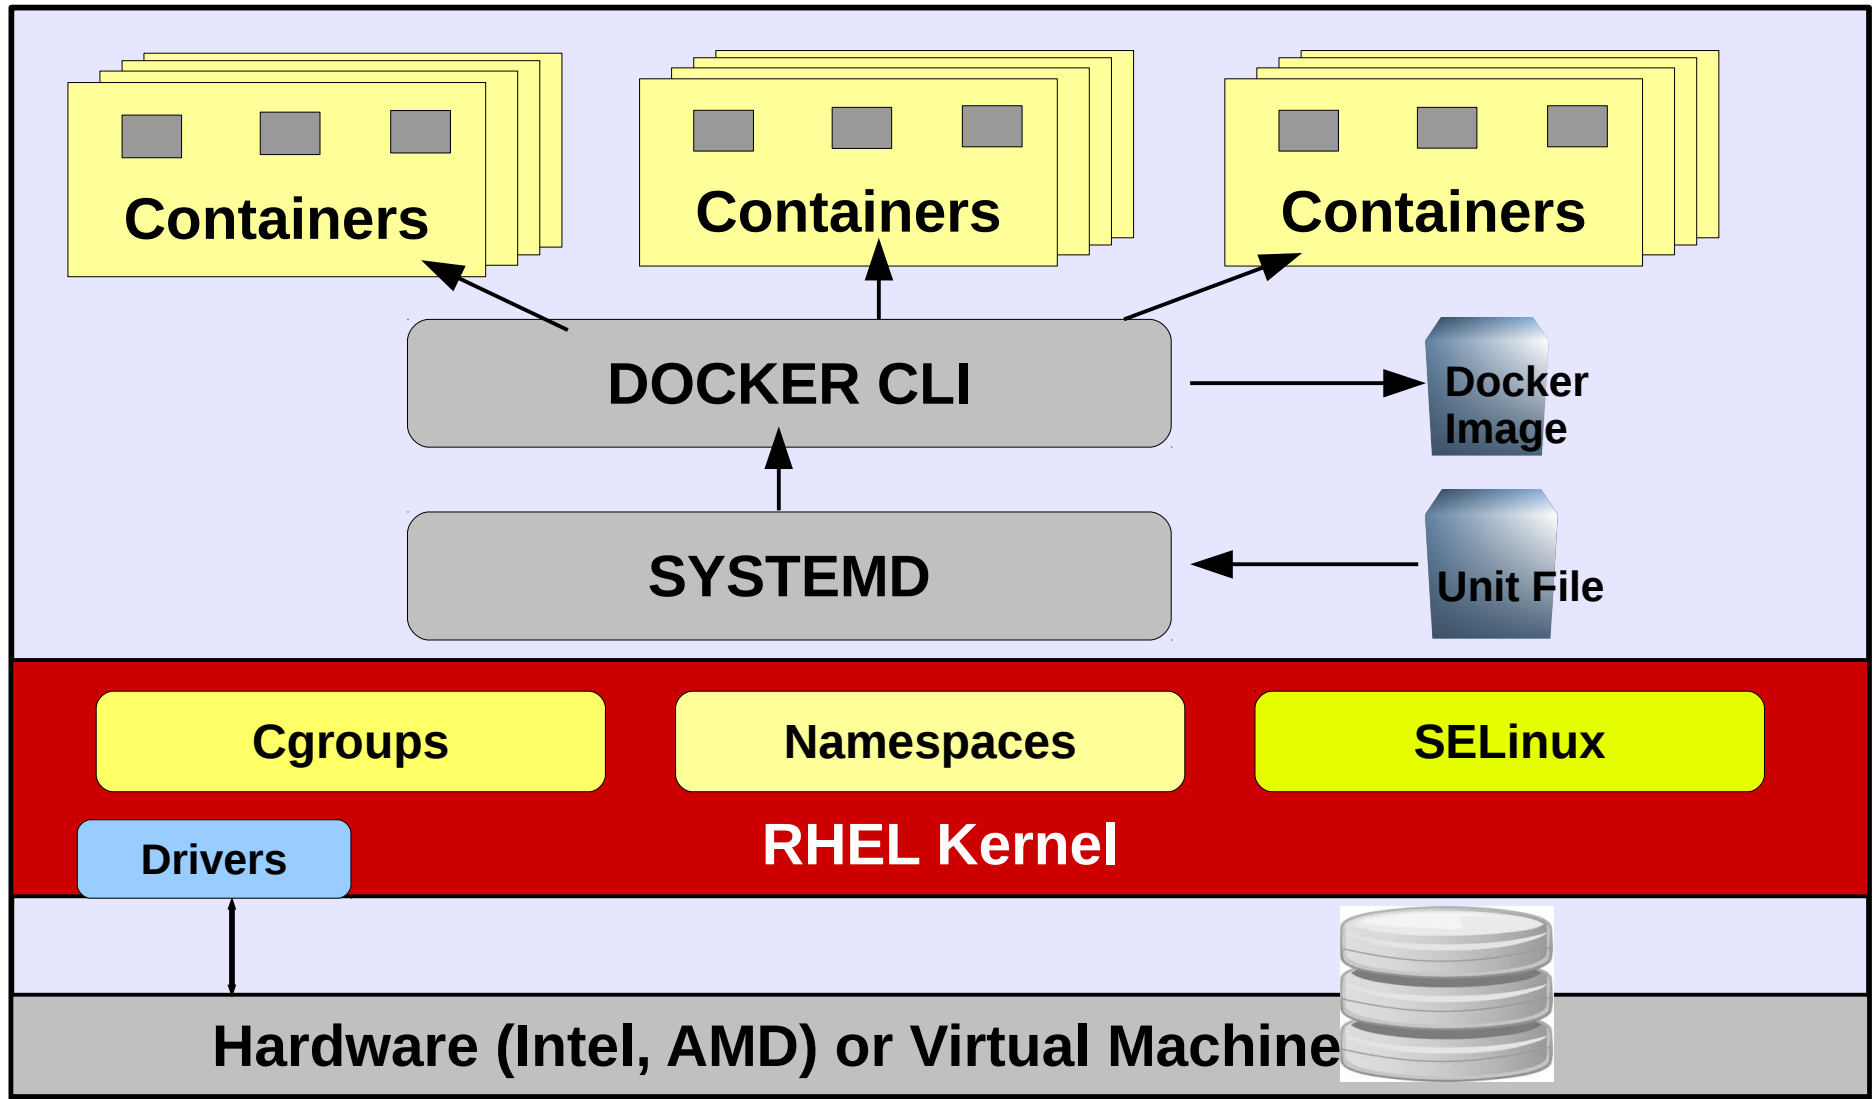 Containers
Containers
Containers
DOCKER CLI
Docker
Image
SYSTEMD
Unit File
Cgroups
Namespaces
SELinux
RHEL Kernel
Drivers
Hardware (Intel, AMD) or Virtual Machine